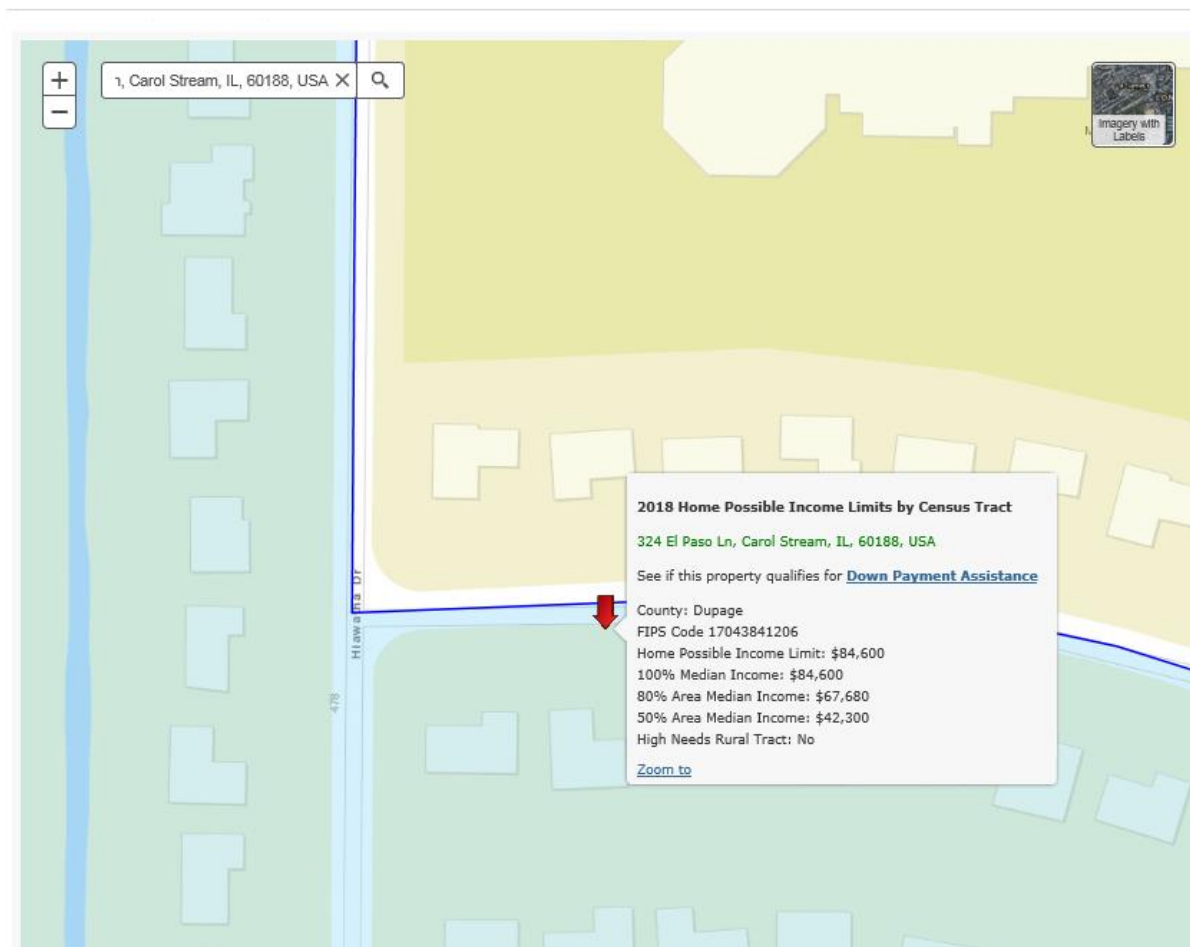 +
−
, Carol Stream, IL, 60188, USA ✕
Imagery with
Labels
2018 Home Possible Income Limits by Census Tract
324 El Paso Ln, Carol Stream, IL, 60188, USA
See if this property qualifies for Down Payment Assistance
County: Dupage
FIPS Code 17043841206
Home Possible Income Limit: $84,600
100% Median Income: $84,600
80% Area Median Income: $67,680
50% Area Median Income: $42,300
High Needs Rural Tract: No
Zoom to
Hiawatha Dr
478